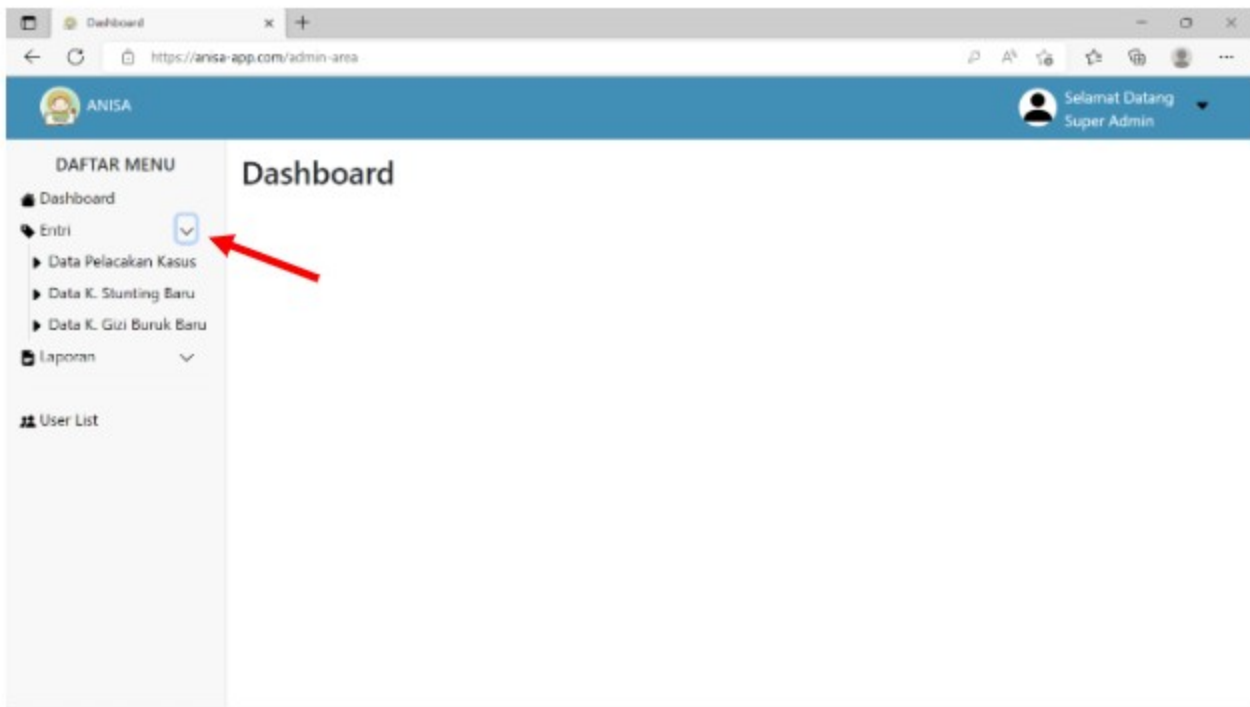 Dashboard
https://anisa-app.com/admin-area
ANISA
Selamat Datang
Super Admin
DAFTAR MENU
Dashboard
Dashboard
Entri
Data Pelacakan Kasus
Data K. Stunting Baru
Data K. Gizi Buruk Baru
Laporan
User List